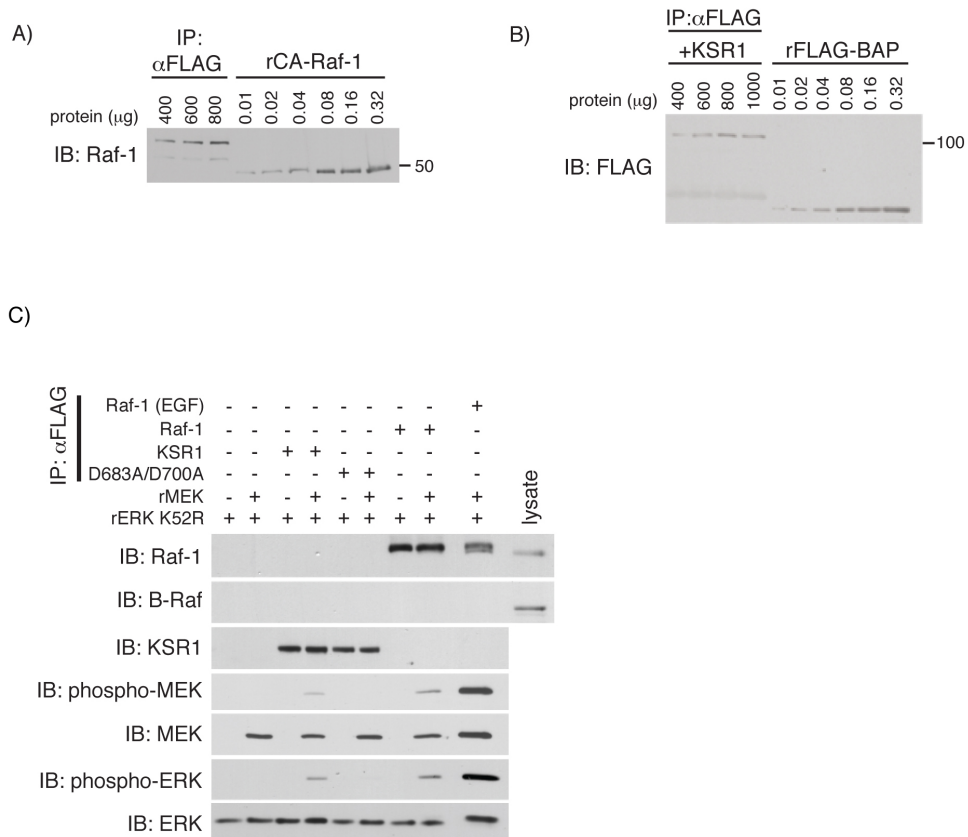 A)
IP:
αFLAG
rCA-Raf-1
protein (μg)
400 600 800 0.01 0.02 0.04 0.08 0.16 0.32
IB: Raf-1
50
B)
IP:αFLAG
+KSR1
rFLAG-BAP
protein (μg)
400 600 800 1000 0.01 0.02 0.04 0.08 0.16 0.32
IB: FLAG
100
C)
IP: αFLAG
Raf-1 (EGF) - - - - - - - - +
Raf-1 - - - - - - + + -
KSR1 - - + + - - - - -
D683A/D700A - - - - + + - - -
rMEK - + - + - + - + +
rERK K52R + + + + + + + + +
lysate
IB: Raf-1
IB: B-Raf
IB: KSR1
IB: phospho-MEK
IB: MEK
IB: phospho-ERK
IB: ERK